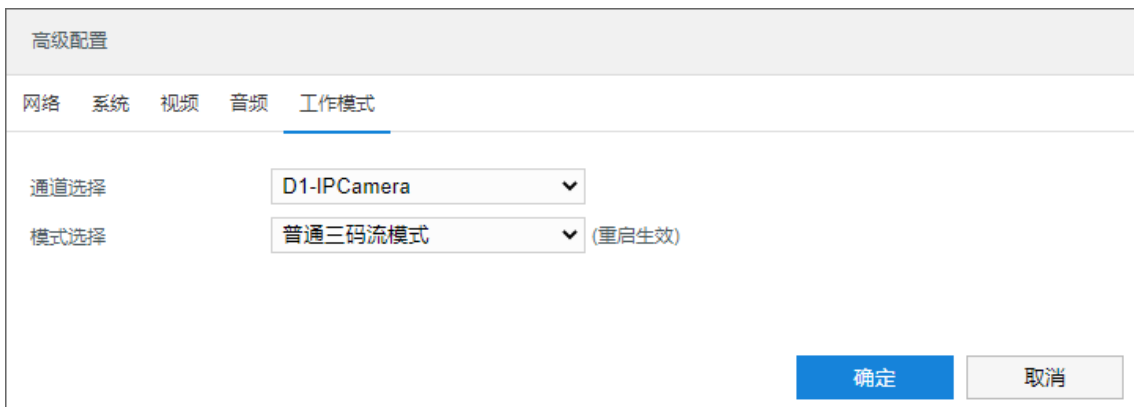 高级配置
网络 系统 视频 音频 工作模式
通道选择 D1-IPCamera
模式选择 普通三码流模式 (重启生效)
确定 取消